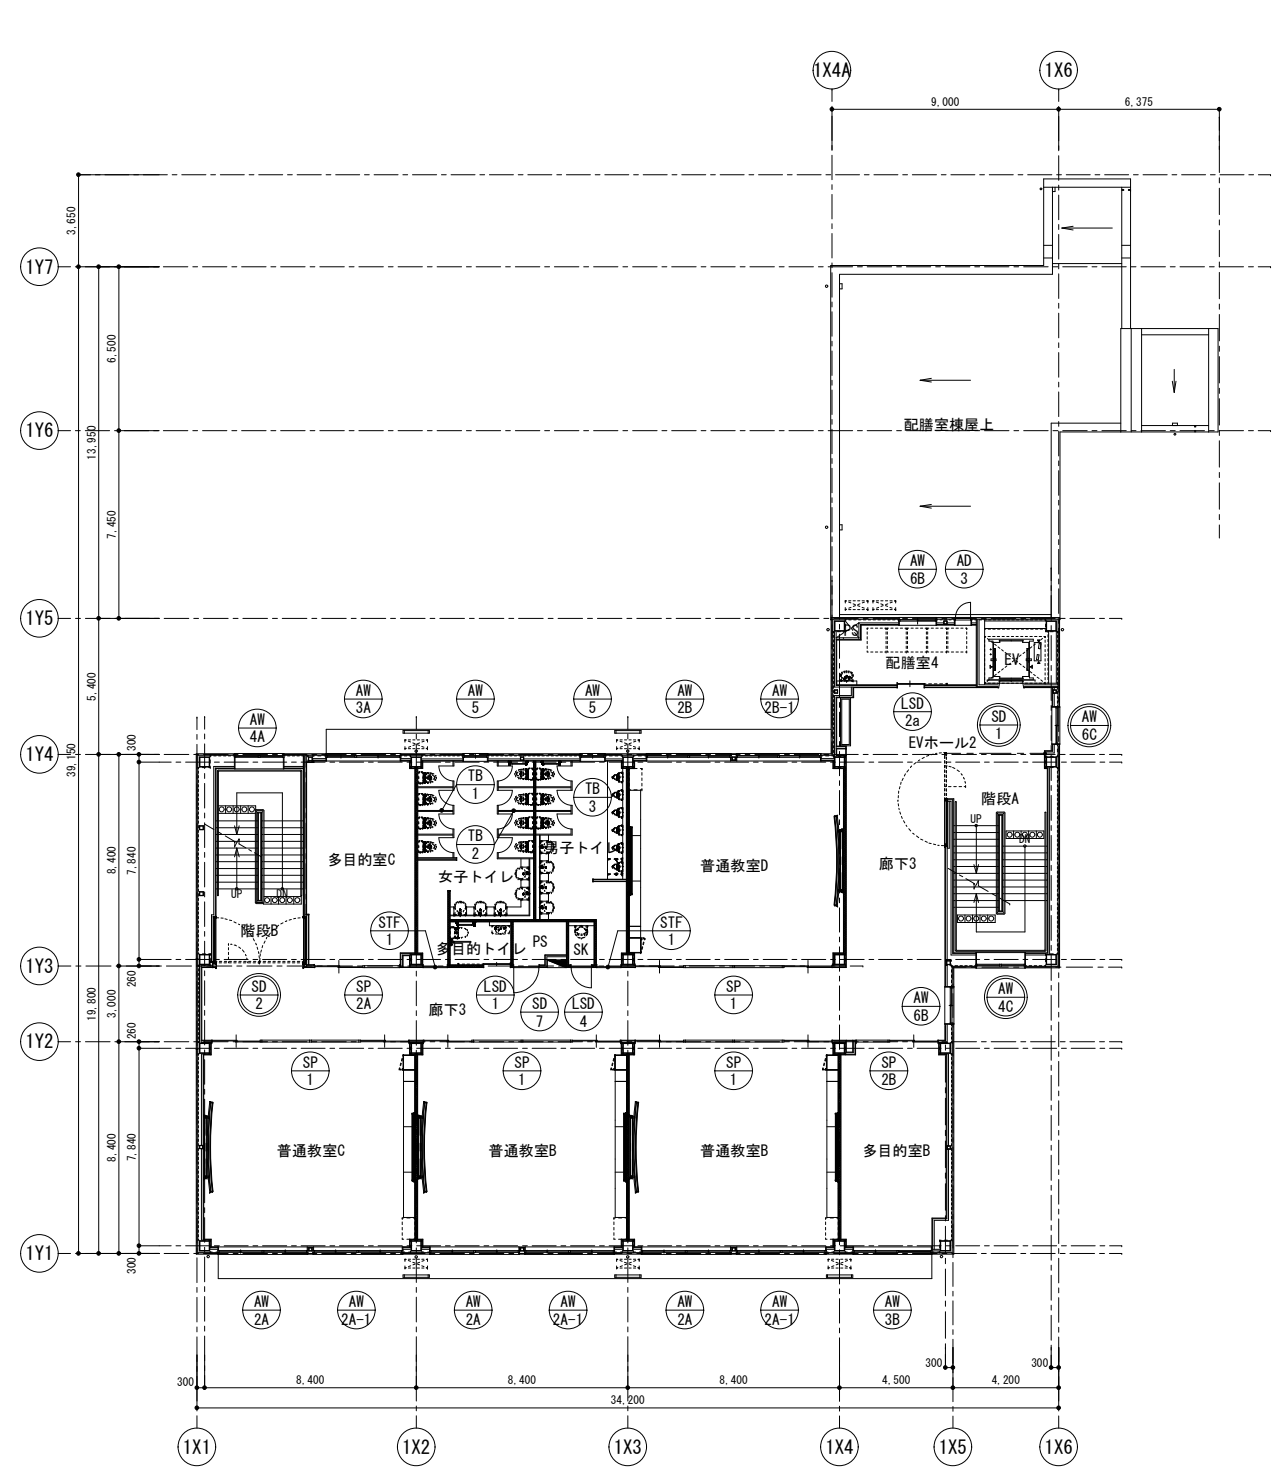 1X4A
1X6
9,000
6,375
3,650
1Y7
6,500
13,950
1Y6
配膳室棟屋上
7,450
AW
6B
AD
3
1Y5
配膳室4
EV
5,400
AW
3A
AW
5
AW
5
AW
2B
AW
2B-1
LSD
2a
SD
1
AW
6C
AW
4A
EVホール2
300
1Y4
39,150
TB
1
TB
3
階段A
UP
DN
8,400
7,840
TB
2
男子トイレ
多目的室C
普通教室D
廊下3
女子トイレ
UP
DN
STF
1
STF
1
階段B
多目的トイレ
PS
SK
1Y3
260
SD
2
SP
2A
LSD
1
SD
7
LSD
4
SP
1
AW
6B
AW
4C
19,800
3,000
廊下3
260
1Y2
SP
1
SP
1
SP
1
SP
2B
8,400
7,840
普通教室C
普通教室B
普通教室B
多目的室B
1Y1
300
AW
2A
AW
2A-1
AW
2A
AW
2A-1
AW
2A
AW
2A-1
AW
3B
300
300
300
8,400
8,400
8,400
4,500
4,200
34,200
1X1
1X2
1X3
1X4
1X5
1X6